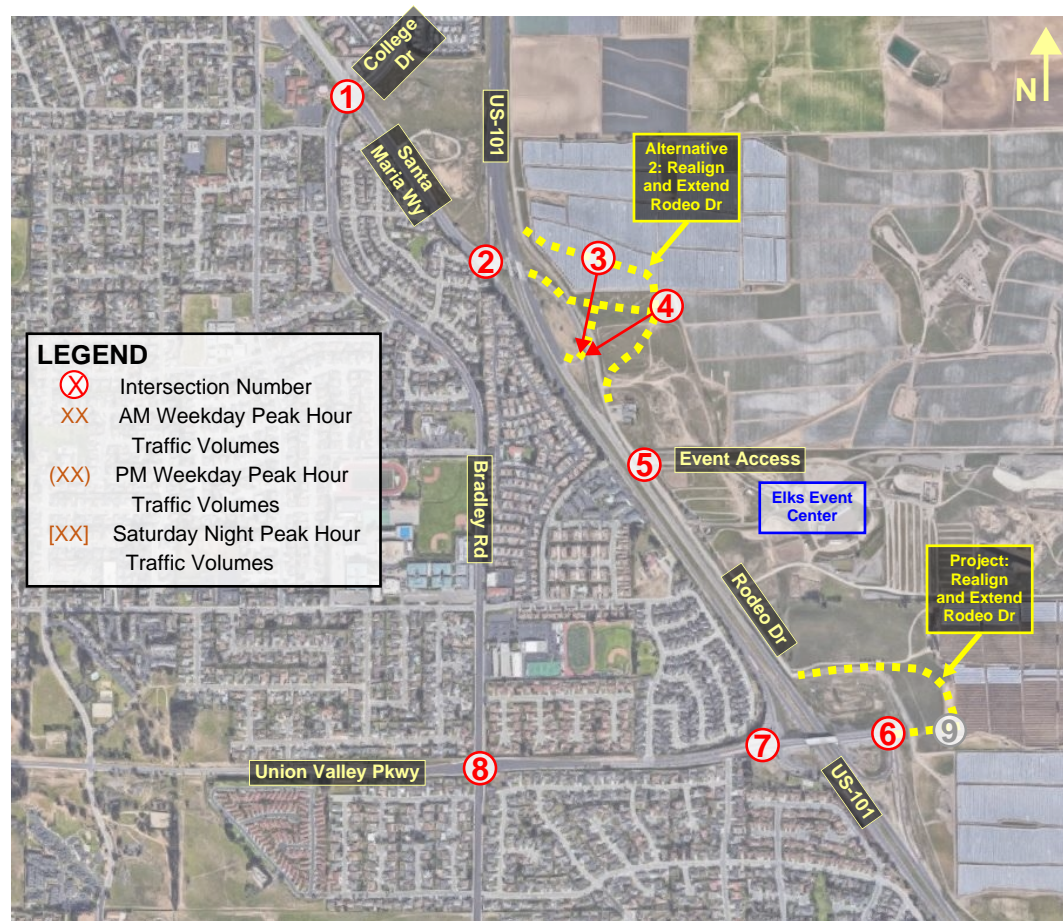 College
Dr
1
US-101
N
Santa
Maria Wy
Alternative
2: Realign
and Extend
Rodeo Dr
2
3
4
LEGEND
X Intersection Number
XX AM Weekday Peak Hour
Traffic Volumes
(XX) PM Weekday Peak Hour
Traffic Volumes
[XX] Saturday Night Peak Hour
Traffic Volumes
5
Event Access
Bradley Rd
Elks Event
Center
Project:
Realign
and Extend
Rodeo Dr
Rodeo Dr
6
9
7
8
Union Valley Pkwy
US-101